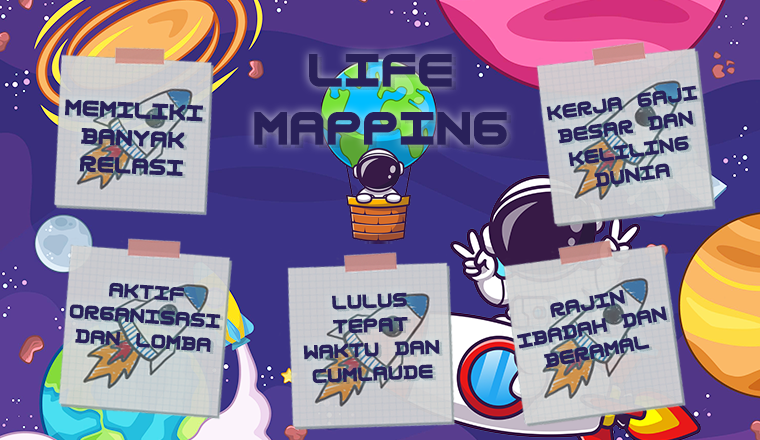 LIFE
MAPPING
MEMILIKI
BANYAK
RELASI
KERJA GAJI
BESAR DAN
KELILING
DUNIA
AKTIF
ORGANISASI
DAN LOMBA
LULUS
TEPAT
WAKTU DAN
CUMLAUDE
RAJIN
IBADAH DAN
BERAMAL